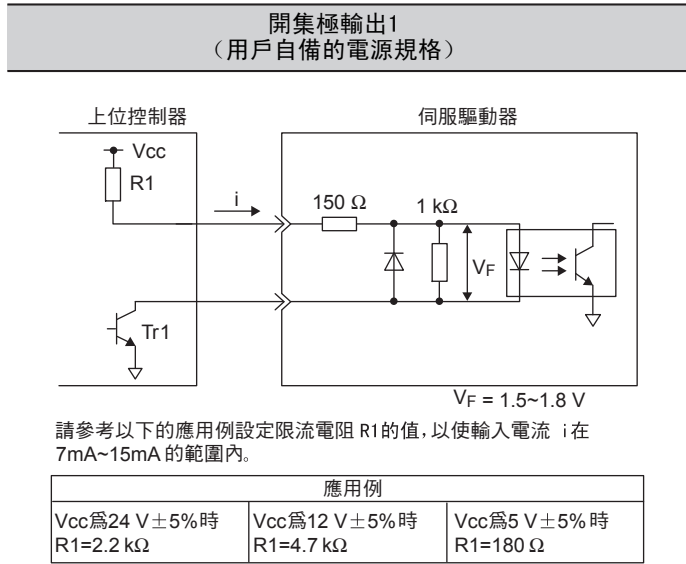 開集極輸出1
（用戶自備的電源規格）
上位控制器
伺服驅動器
Vcc
R1
i
150 Ω
1 kΩ
VF
Tr1
VF = 1.5~1.8 V
請參考以下的應用例設定限流電阻 R1的值，以使輸入電流 i在
7mA~15mA的範圍內。
應用例
Vcc爲24 V±5%時
R1=2.2 kΩ
Vcc爲12 V±5%時
R1=4.7 kΩ
Vcc爲5 V±5%時
R1=180 Ω